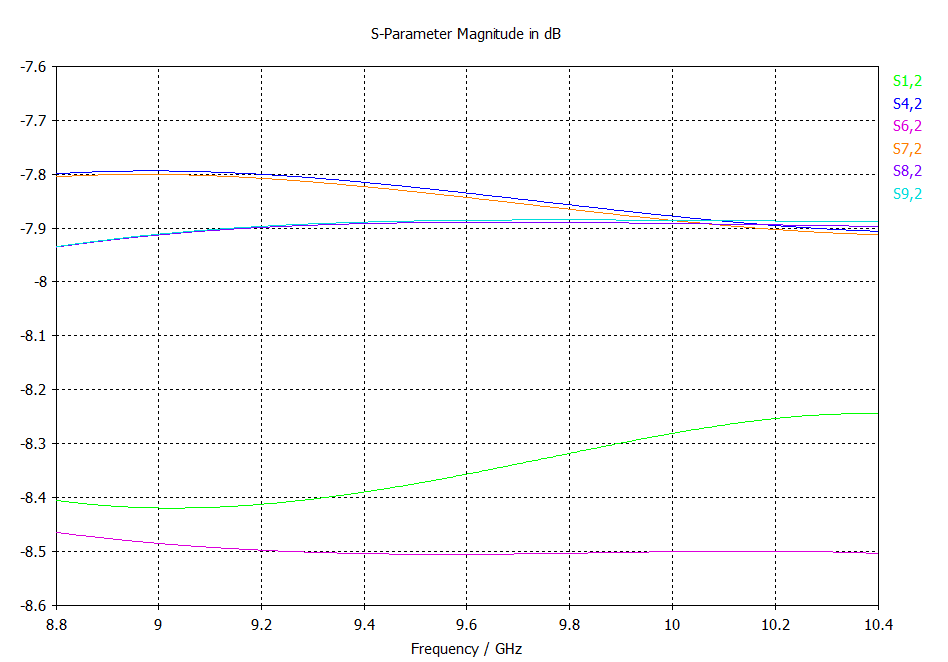 S-Parameter Magnitude in dB
-7.6
-7.7
-7.8
-7.9
-8
-8.1
-8.2
-8.3
-8.4
-8.5
-8.6
8.8 9 9.2 9.4 9.6 9.8 10 10.2 10.4
Frequency / GHz
S1,2
S4,2
S6,2
S7,2
S8,2
S9,2